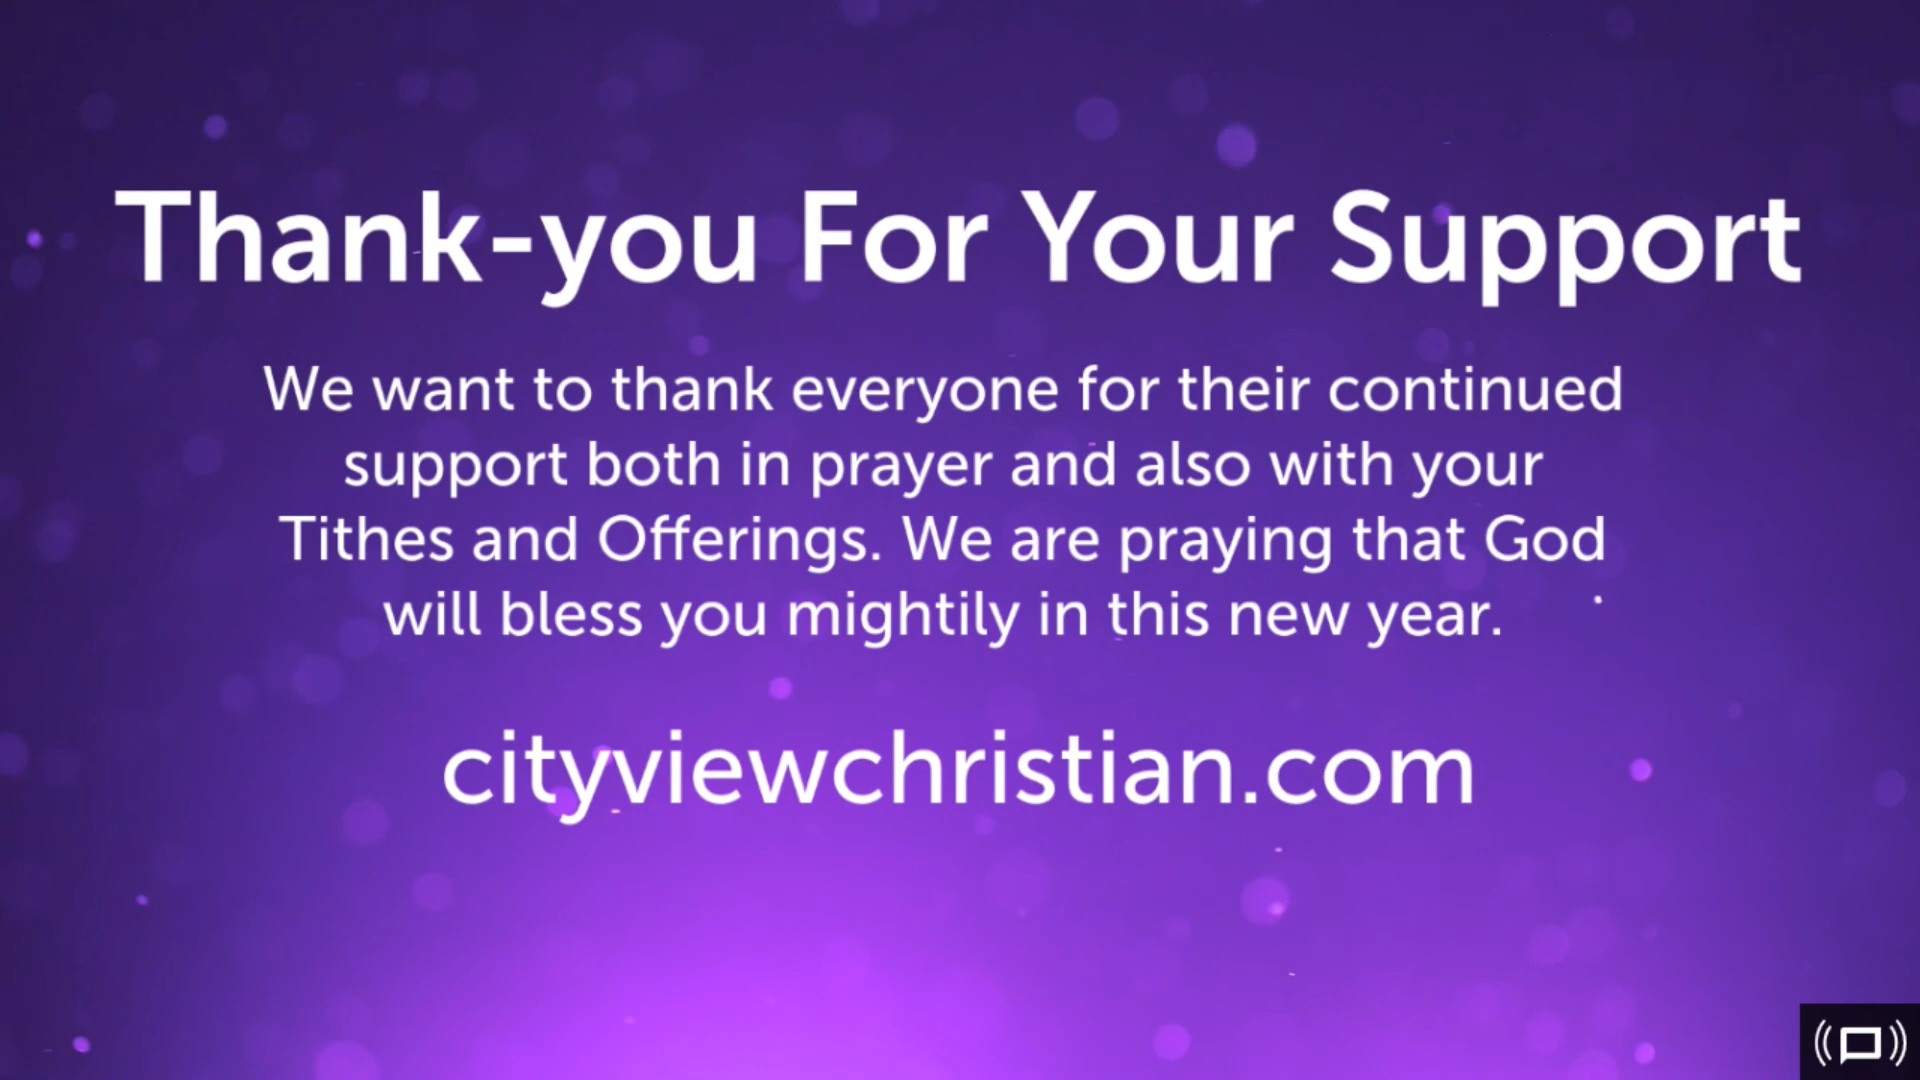 Thank-you For Your Support
We want to thank everyone for their continued
support both in prayer and also with your
Tithes and Offerings. We are praying that God
will bless you mightily in this new year.
cityviewchristian.com